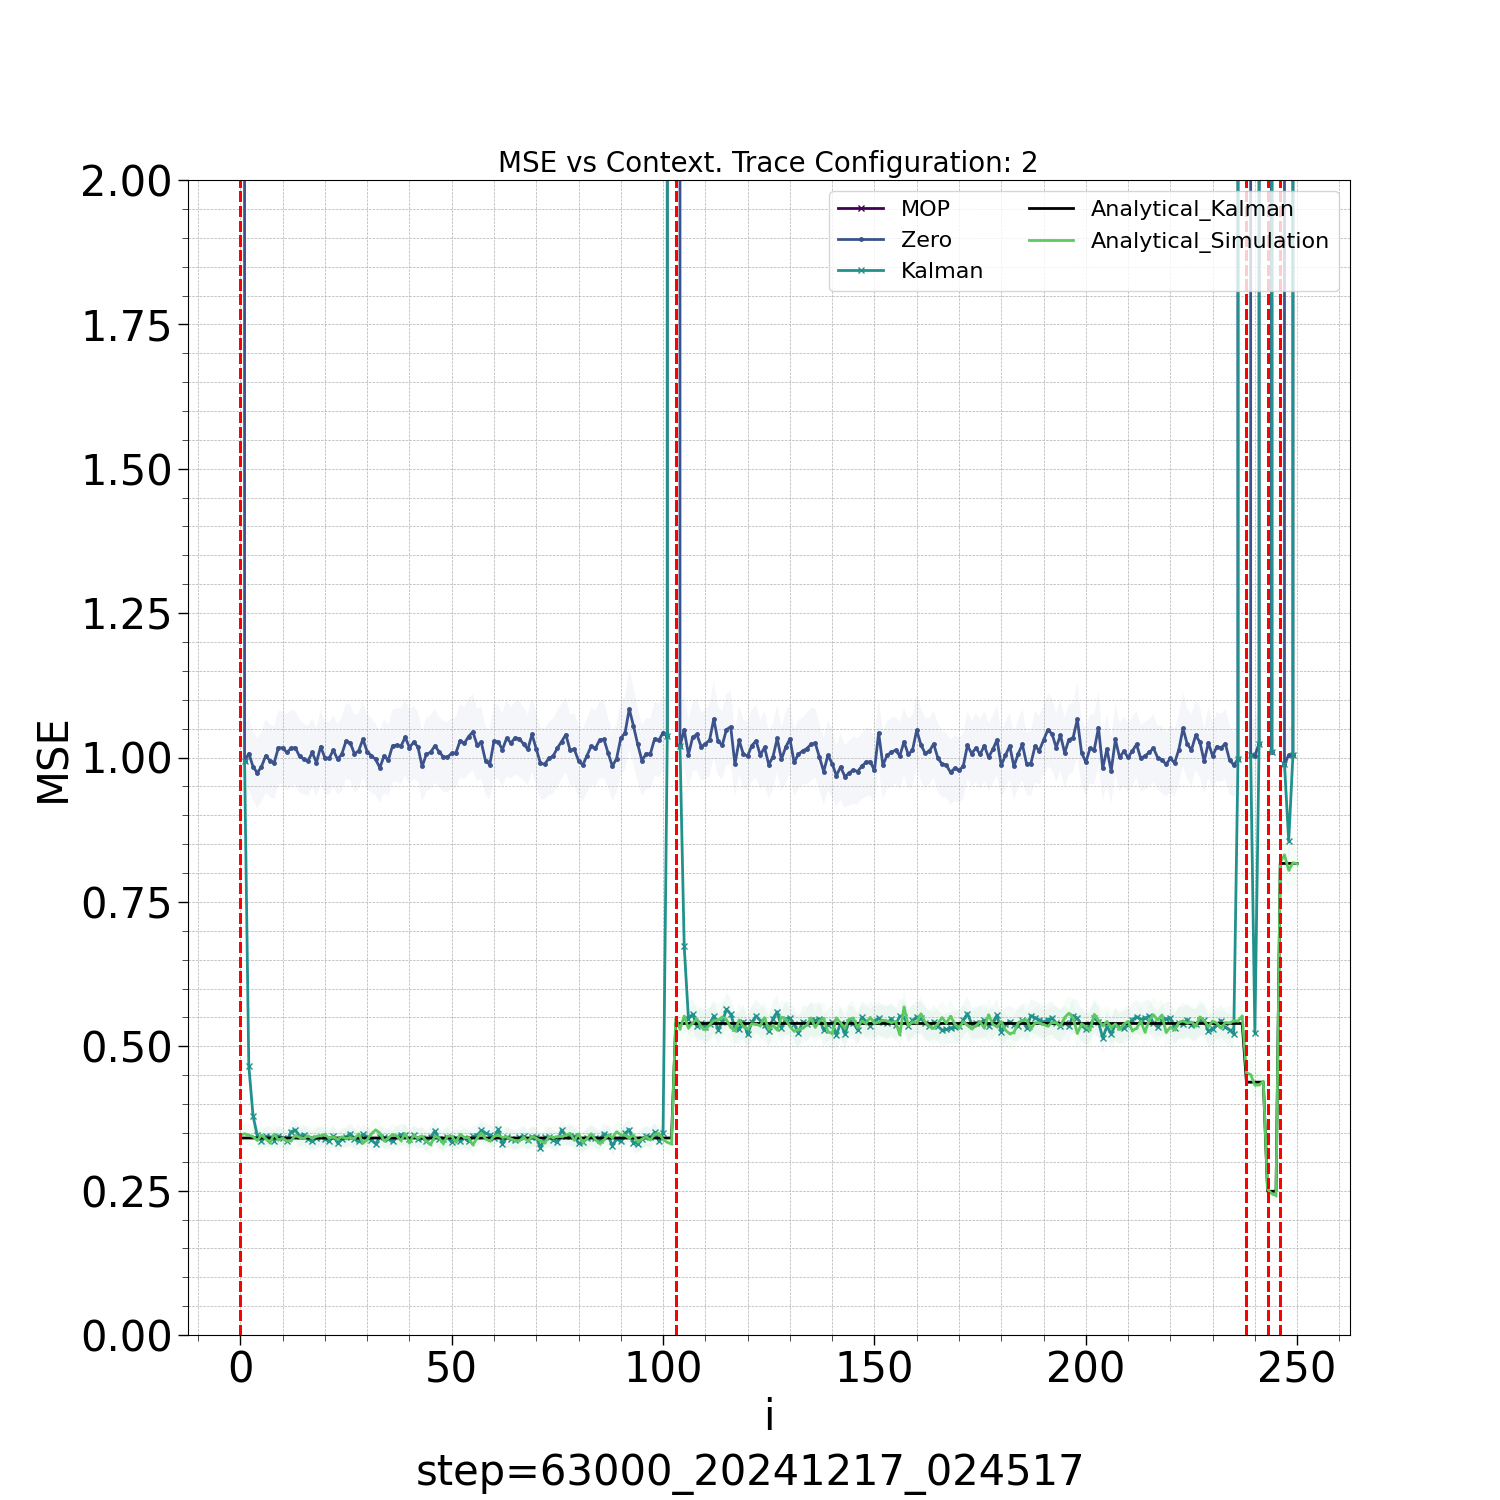 MSE vs Context. Trace Configuration: 2
MOP
Zero
Kalman
Analytical_Kalman
Analytical_Simulation
2.00
1.75
1.50
1.25
1.00
0.75
0.50
0.25
0.00
MSE
0 50 100 150 200 250
i
step=63000_20241217_024517